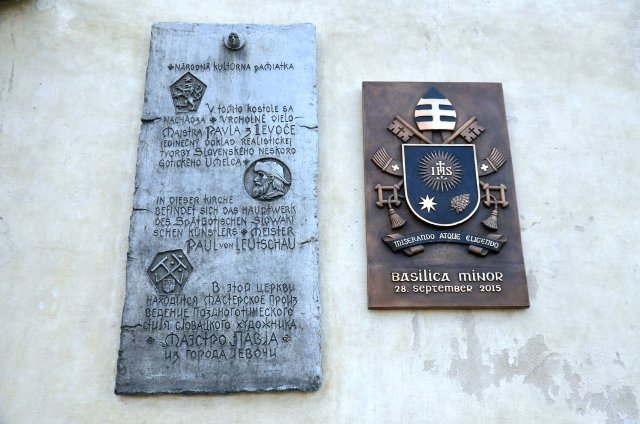 NÁRODNÁ KULTÚRNA PAMIATKA
V TOMTO KOSTOLE SA
NACHÁDZA • VRCHOLNÉ DIELO
MAJSTRA PAVLA Z LEVOČE
JEDINEČNÝ DOKLAD REALISTICKEJ
TVORBY SLOVENSKÉHO NESKORO
GOTICKÉHO UMELCA
IN DIESER KIRCHE
BEFINDET SICH DAS HAUPTWERK
DES SPÄTGOTISCHEN SLOWAKI
SCHEN KÜNSTLERS • MEISTER
PAUL VON LEUTSCHAU
В ЭТОЙ ЦЕРКВИ
НАХОДИТСЯ МАСТЕРСКОЕ ПРОИЗ
ВЕДЕНИЕ ПОЗДНОГОТИЧЕСКОГО
СТИЛЯ СЛОВАЦКОГО ХУДОЖНИКА
МАЭСТРО ПАВЛА
ИЗ ГОРОДА ЛЕВОЧИ
IHS
MISERANDO ATQUE ELIGENDO
BASILICA MINOR
28. SEPTEMBER 2015